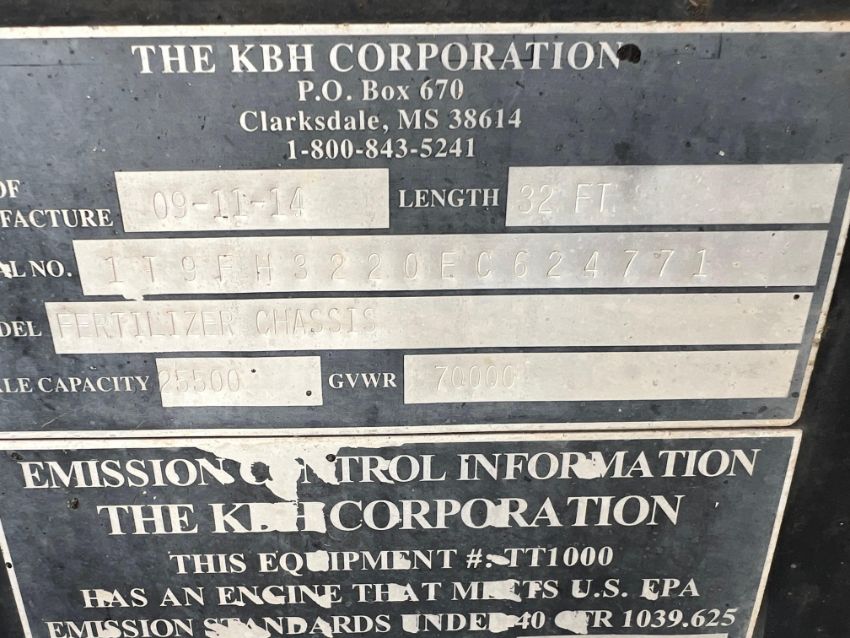 THE KBH CORPORATION
P.O. Box 670
Clarksdale, MS 38614
1-800-843-5241
OF
FACTURE 09-11-14 LENGTH 32 FT
AL NO. 1T9FH3220EC624771
DEL FERTILIZER CHASSIS
LE CAPACITY 25500 GVWR 70000
EMISSION CONTROL INFORMATION
THE KBH CORPORATION
THIS EQUIPMENT #: TT1000
HAS AN ENGINE THAT MEETS U.S. EPA
EMISSION STANDARDS UNDER 40 CFR 1039.625